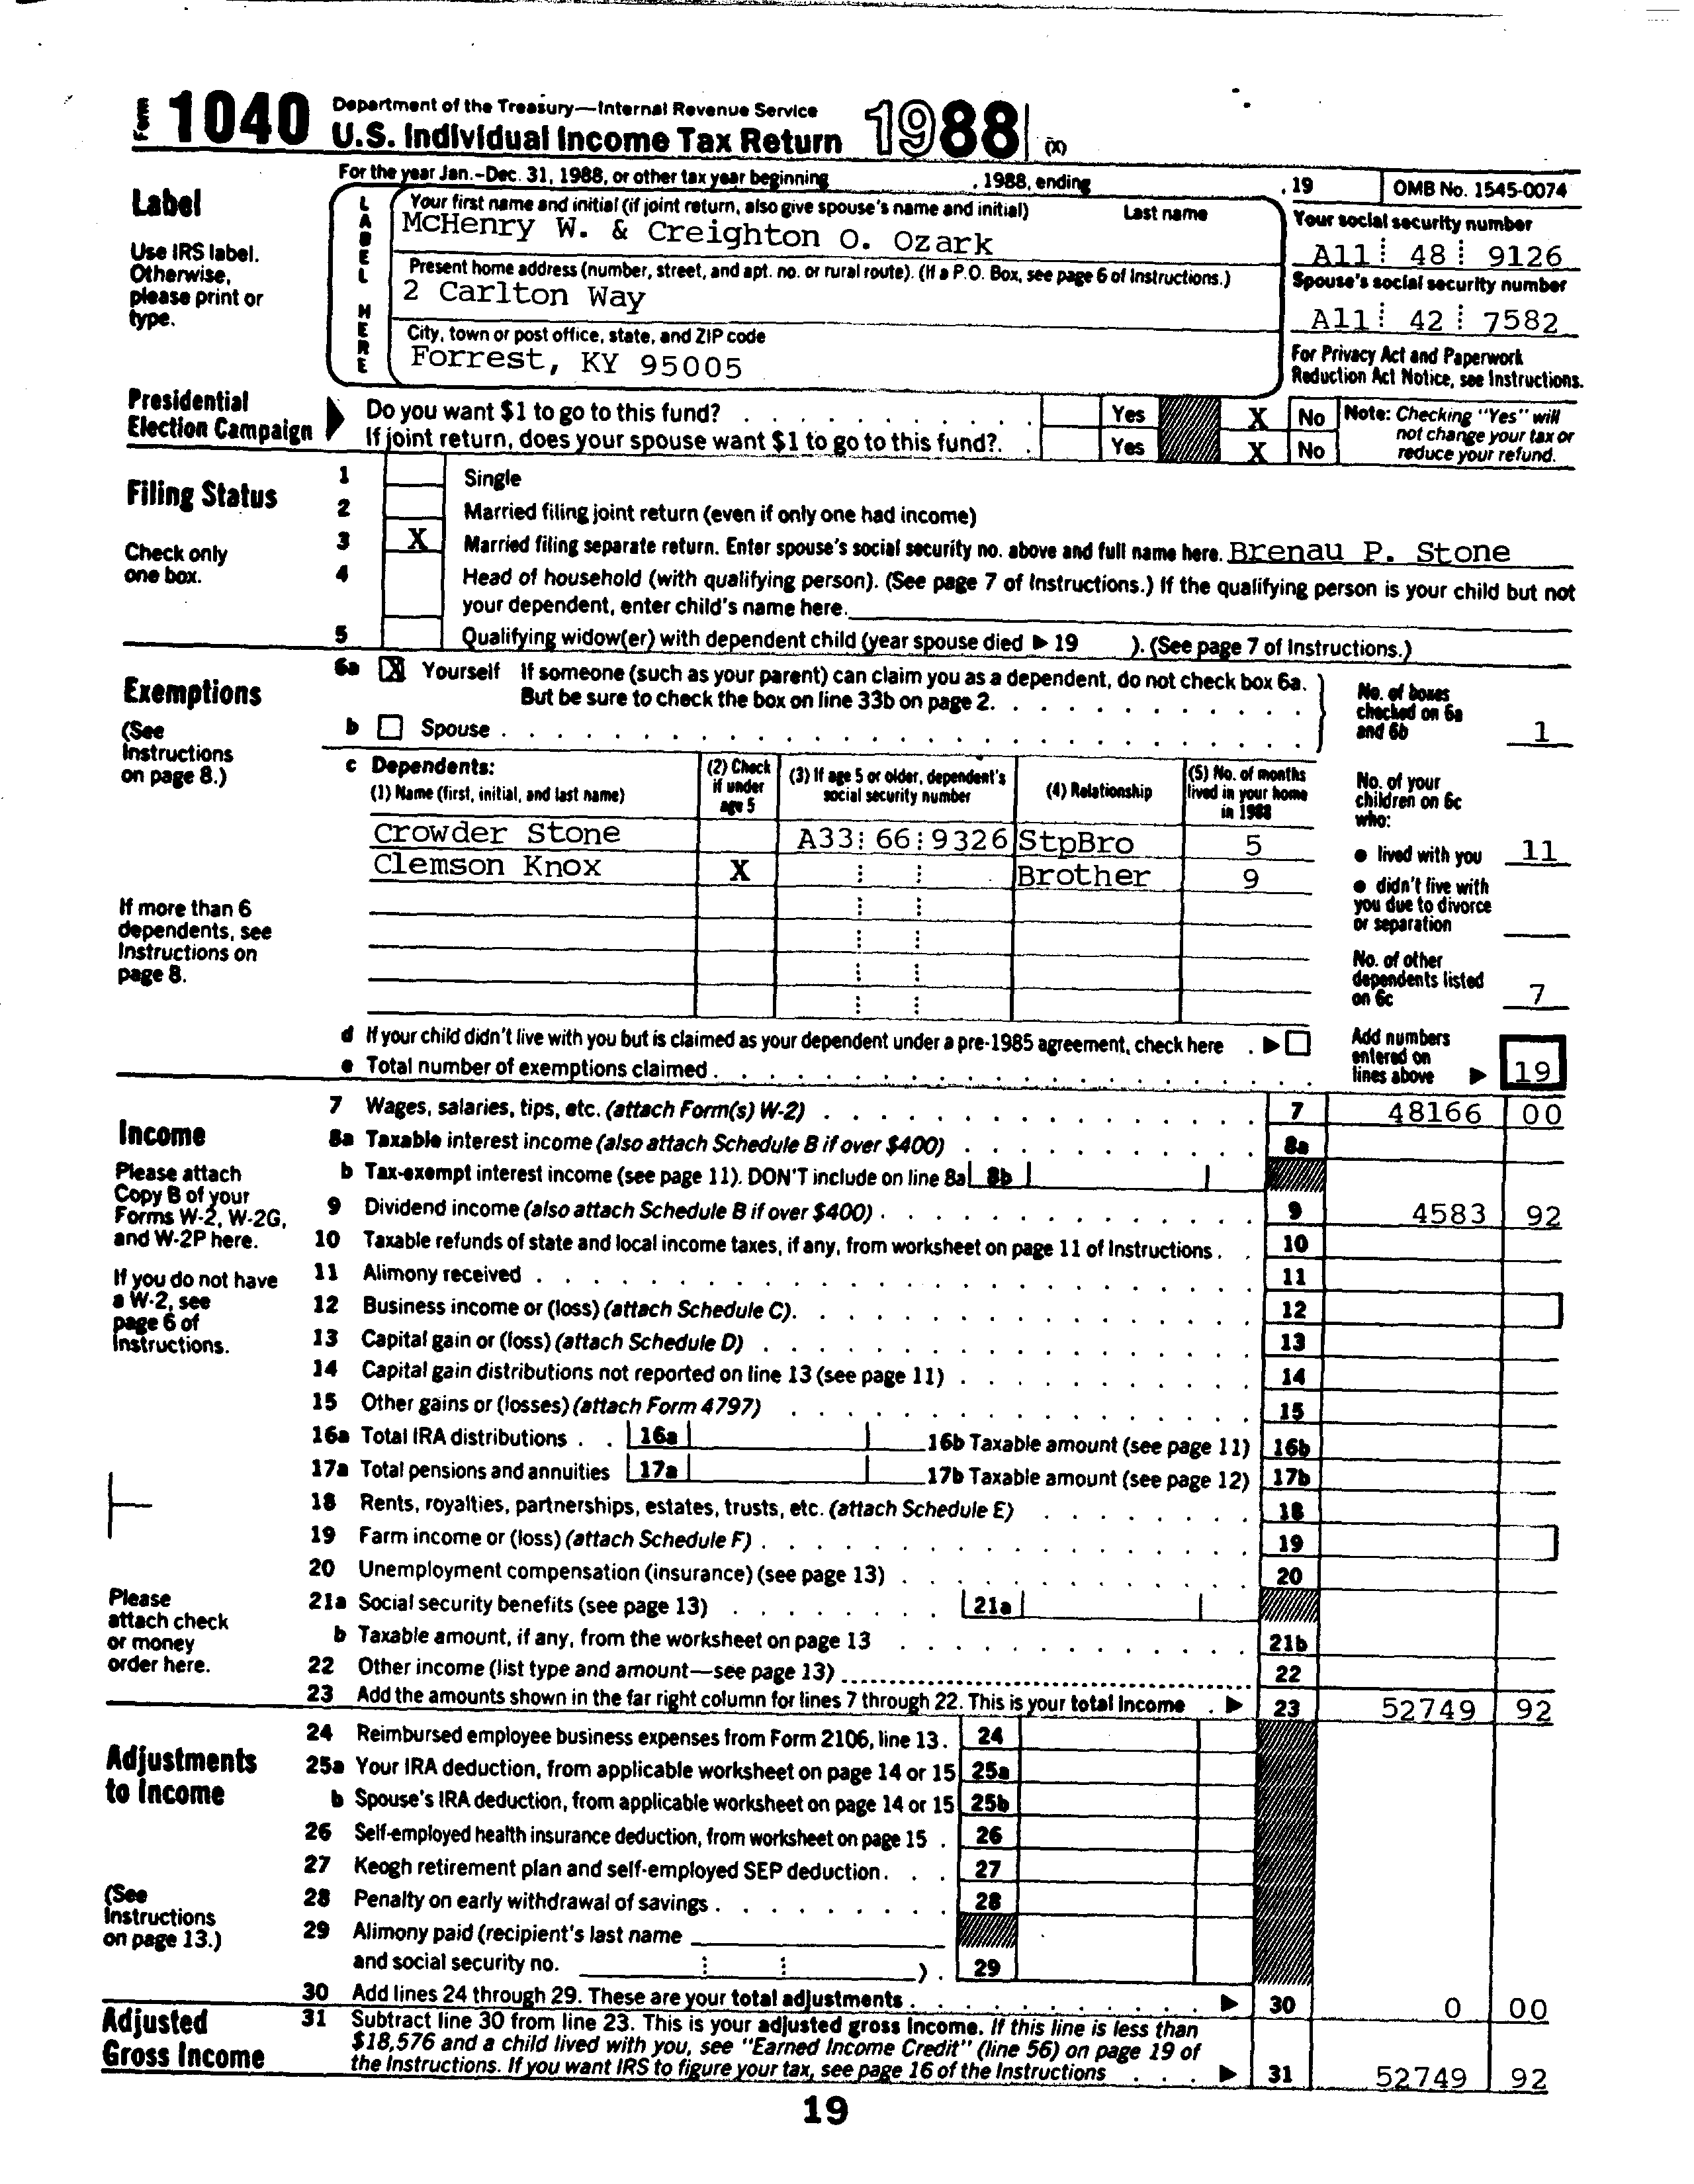 Form 1040 Department of the Treasury—Internal Revenue Service
U.S. Individual Income Tax Return 1988 (X)
For the year Jan.–Dec. 31, 1988, or other tax year beginning , 1988, ending , 19 OMB No. 1545-0074
Label
Use IRS label.
Otherwise,
please print or
type.
LABEL HERE
Your first name and initial (if joint return, also give spouse's name and initial) Last name
McHenry W. & Creighton O. Ozark
Present home address (number, street, and apt. no. or rural route). (If a P.O. Box, see page 6 of Instructions.)
2 Carlton Way
City, town or post office, state, and ZIP code
Forrest, KY 95005
Your social security number
A11 48 9126
Spouse's social security number
A11 42 7582
For Privacy Act and Paperwork
Reduction Act Notice, see Instructions.
Presidential
Election Campaign
Do you want $1 to go to this fund? Yes X No
If joint return, does your spouse want $1 to go to this fund?. Yes X No
Note: Checking "Yes" will
not change your tax or
reduce your refund.
Filing Status
Check only
one box.
1 Single
2 Married filing joint return (even if only one had income)
3 X Married filing separate return. Enter spouse's social security no. above and full name here. Brenau P. Stone
4 Head of household (with qualifying person). (See page 7 of Instructions.) If the qualifying person is your child but not
your dependent, enter child's name here.
5 Qualifying widow(er) with dependent child (year spouse died ▶ 19 ). (See page 7 of Instructions.)
Exemptions
(See
Instructions
on page 8.)
6a X Yourself If someone (such as your parent) can claim you as a dependent, do not check box 6a.
But be sure to check the box on line 33b on page 2.
b Spouse
No. of boxes
checked on 6a
and 6b 1
c Dependents:
(1) Name (first, initial, and last name)
(2) Check
if under
age 5
(3) If age 5 or older, dependent's
social security number
(4) Relationship
(5) No. of months
lived in your home
in 1988
Crowder Stone A33 66 9326 StpBro 5
Clemson Knox X Brother 9
If more than 6
dependents, see
Instructions on
page 8.
No. of your
children on 6c
who:
● lived with you 11
● didn't live with
you due to divorce
or separation
No. of other
dependents listed
on 6c 7
d If your child didn't live with you but is claimed as your dependent under a pre-1985 agreement, check here ▶
e Total number of exemptions claimed
Add numbers
entered on
lines above ▶ 19
Income
Please attach
Copy B of your
Forms W-2, W-2G,
and W-2P here.
If you do not have
a W-2, see
page 6 of
Instructions.
Please
attach check
or money
order here.
7 Wages, salaries, tips, etc. (attach Form(s) W-2) 7 48166 00
8a Taxable interest income (also attach Schedule B if over $400) 8a
b Tax-exempt interest income (see page 11). DON'T include on line 8a 8b
9 Dividend income (also attach Schedule B if over $400) 9 4583 92
10 Taxable refunds of state and local income taxes, if any, from worksheet on page 11 of Instructions 10
11 Alimony received 11
12 Business income or (loss) (attach Schedule C). 12
13 Capital gain or (loss) (attach Schedule D) 13
14 Capital gain distributions not reported on line 13 (see page 11) 14
15 Other gains or (losses) (attach Form 4797) 15
16a Total IRA distributions 16a 16b Taxable amount (see page 11) 16b
17a Total pensions and annuities 17a 17b Taxable amount (see page 12) 17b
18 Rents, royalties, partnerships, estates, trusts, etc. (attach Schedule E) 18
19 Farm income or (loss) (attach Schedule F) 19
20 Unemployment compensation (insurance) (see page 13) 20
21a Social security benefits (see page 13) 21a
b Taxable amount, if any, from the worksheet on page 13 21b
22 Other income (list type and amount—see page 13) 22
23 Add the amounts shown in the far right column for lines 7 through 22. This is your total income ▶ 23 52749 92
Adjustments
to Income
(See
Instructions
on page 13.)
24 Reimbursed employee business expenses from Form 2106, line 13. 24
25a Your IRA deduction, from applicable worksheet on page 14 or 15 25a
b Spouse's IRA deduction, from applicable worksheet on page 14 or 15 25b
26 Self-employed health insurance deduction, from worksheet on page 15 26
27 Keogh retirement plan and self-employed SEP deduction 27
28 Penalty on early withdrawal of savings 28
29 Alimony paid (recipient's last name
and social security no. ) 29
30 Add lines 24 through 29. These are your total adjustments ▶ 30 0 00
Adjusted
Gross Income
31 Subtract line 30 from line 23. This is your adjusted gross income. If this line is less than
$18,576 and a child lived with you, see "Earned Income Credit" (line 56) on page 19 of
the Instructions. If you want IRS to figure your tax, see page 16 of the Instructions ▶ 31 52749 92
19